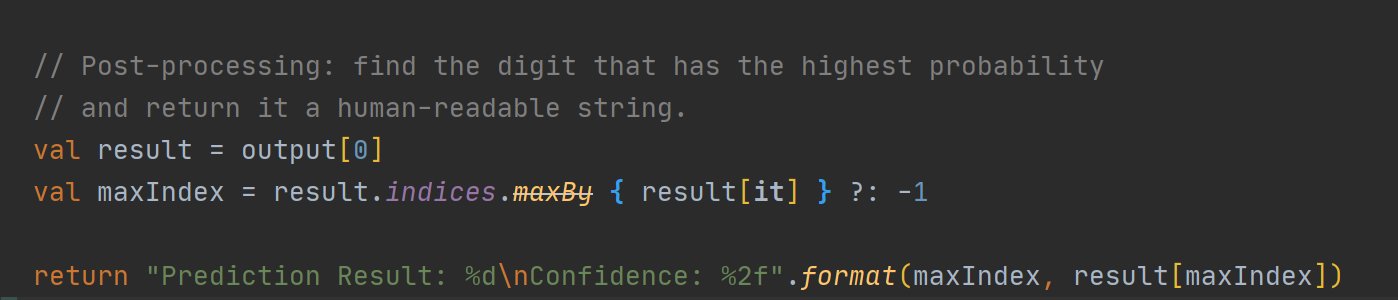 // Post-processing: find the digit that has the highest probability
// and return it a human-readable string.
val result = output[0]
val maxIndex = result.indices.maxBy { result[it] } ?: -1
return "Prediction Result: %d\nConfidence: %2f".format(maxIndex, result[maxIndex])